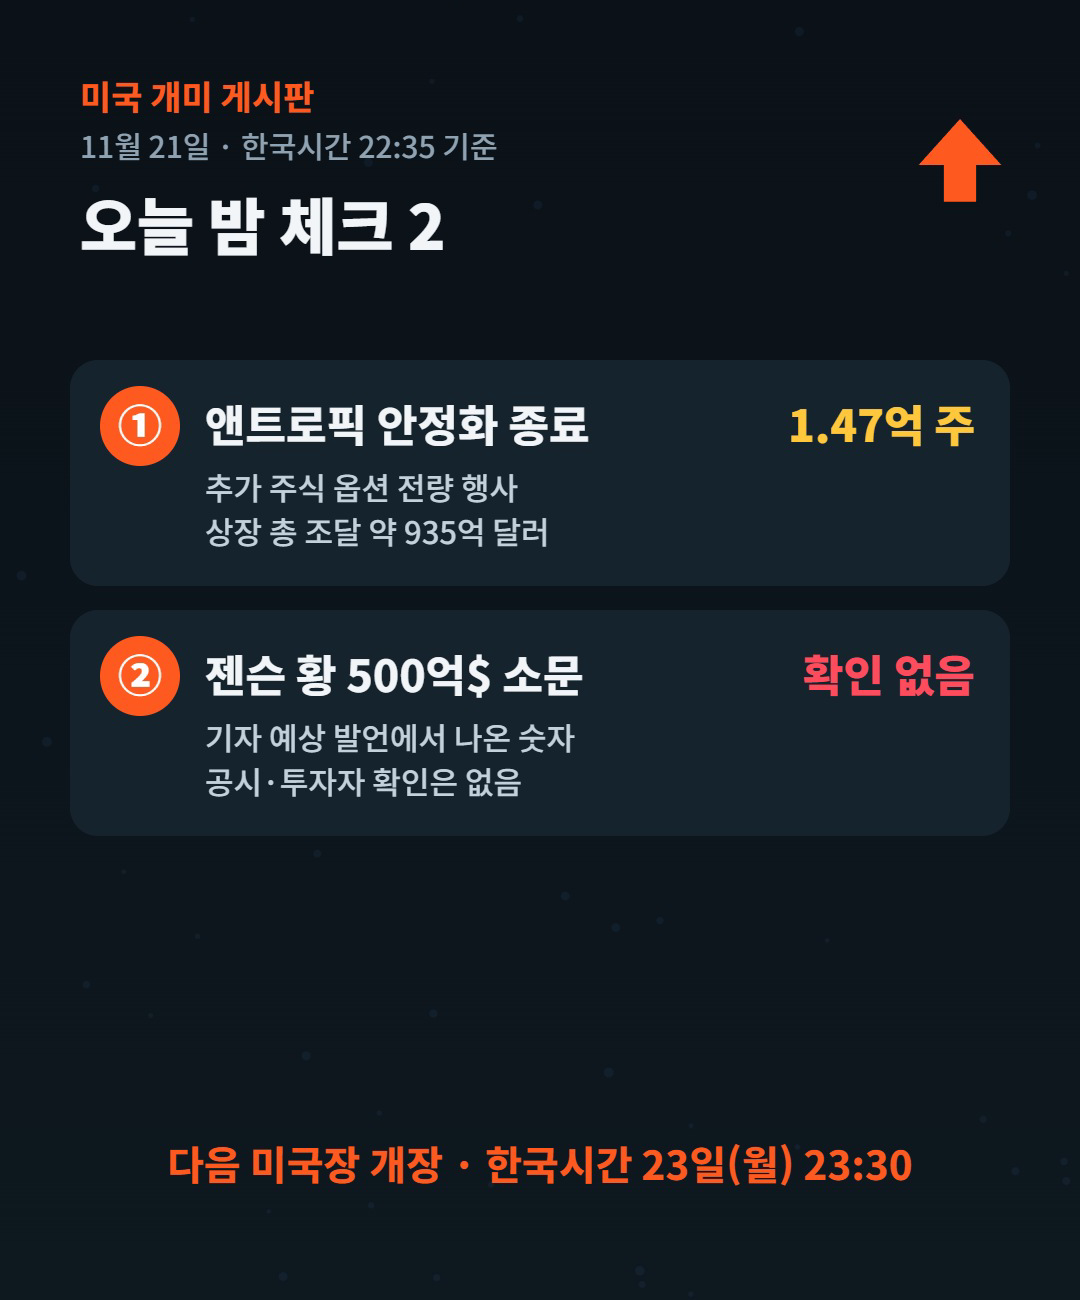 미국 개미 게시판
11월 21일 · 한국시간 22:35 기준
오늘 밤 체크 2
① 앤트로픽 안정화 종료 1.47억 주
추가 주식 옵션 전량 행사
상장 총 조달 약 935억 달러
② 젠슨 황 500억$ 소문 확인 없음
기자 예상 발언에서 나온 숫자
공시·투자자 확인은 없음
다음 미국장 개장 · 한국시간 23일(월) 23:30